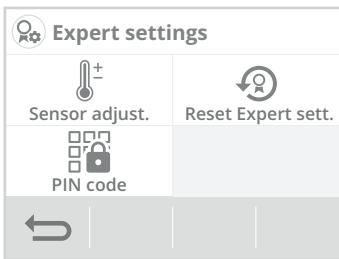 Expert settings
Sensor adjust.
Reset Expert sett.
PIN code